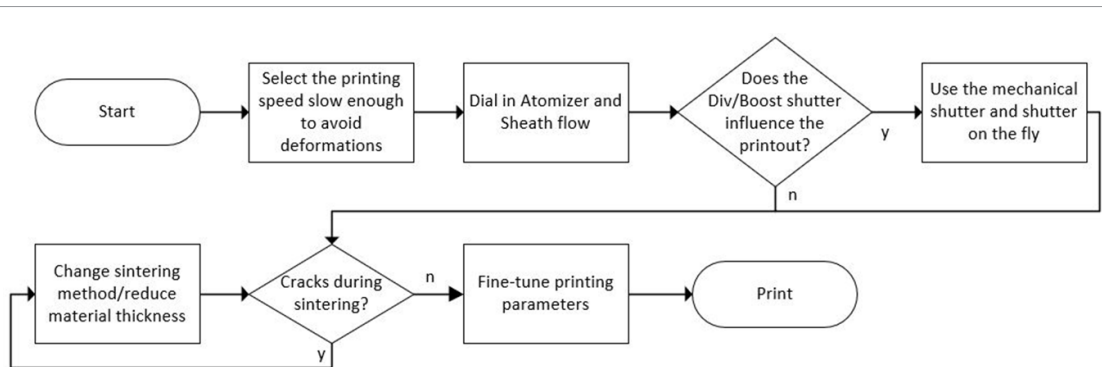 Start
Select the printing
speed slow enough
to avoid
deformations
Dial in Atomizer and
Sheath flow
Does the
Div/Boost shutter
influence the
printout?
y
Use the mechanical
shutter and shutter
on the fly
n
Change sintering
method/reduce
material thickness
Cracks during
sintering?
n
Fine-tune printing
parameters
Print
y